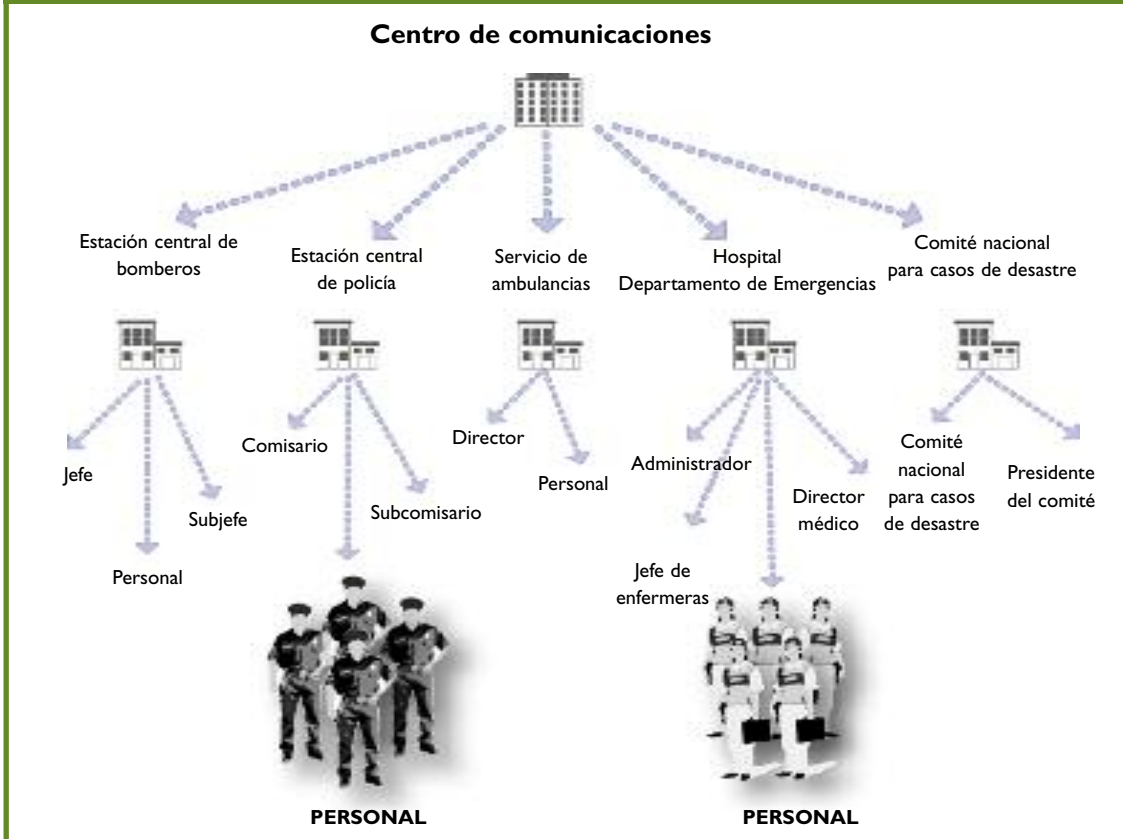 Centro de comunicaciones
Estación central de
bomberos
Estación central
de policía
Servicio de
ambulancias
Hospital
Departamento de Emergencias
Comité nacional
para casos de desastre
Jefe
Personal
Subjefe
Comisario
Subcomisario
Director
Personal
Administrador
Jefe de
enfermeras
Director
médico
Comité
nacional
para casos
de desastre
Presidente
del comité
PERSONAL
PERSONAL